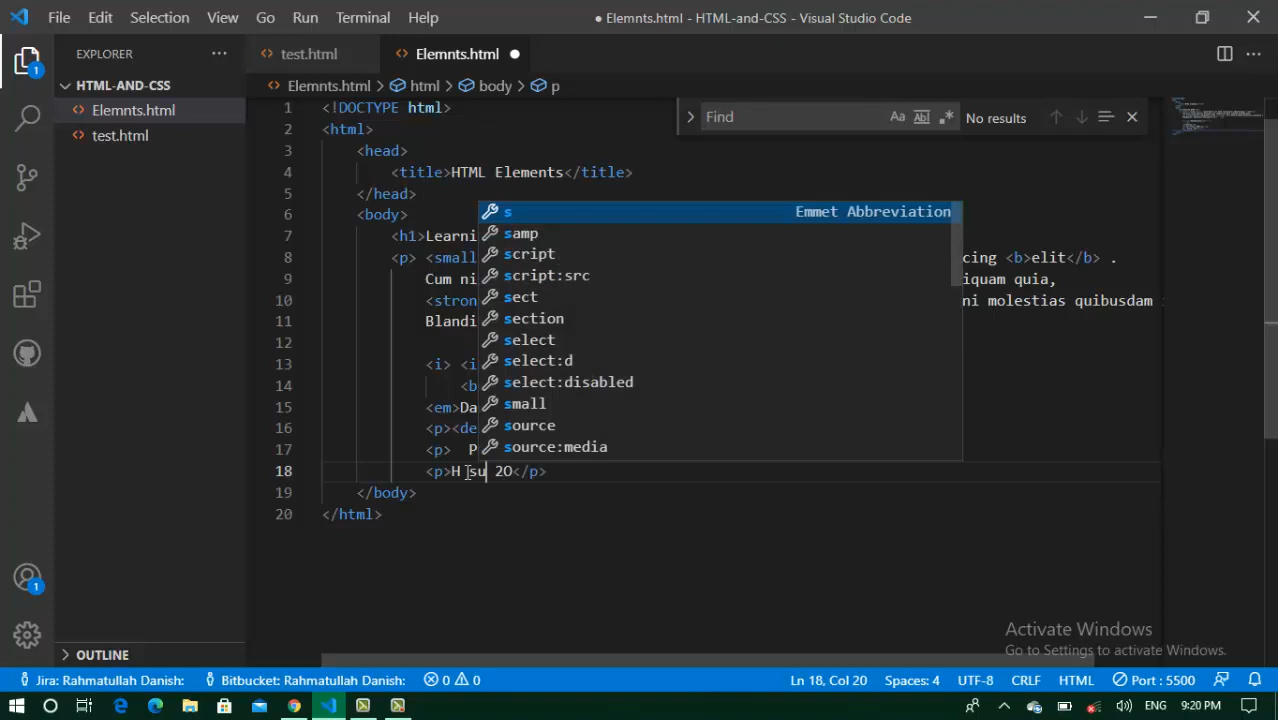 File Edit Selection View Go Run Terminal Help
● Elemnts.html - HTML-and-CSS - Visual Studio Code
EXPLORER
test.html
Elemnts.html ●
1
HTML-AND-CSS
Elemnts.html > html > body > p
Elemnts.html
test.html
Find
Aa Abl .* No results
1 <!DOCTYPE html>
2 <html>
3 <head>
4 <title>HTML Elements</title>
5 </head>
6 <body>
7 <h1>Learni
8 <p> <small cing <b>elit</b> .
9 Cum ni iquam quia,
10 <stron ni molestias quibusdam
11 Blandi
12
13 <i> <i
14 <b
15 <em>Da
16 <p><de
17 <p> P
18 <p>H su 2O</p>
19 </body>
20 </html>
s Emmet Abbreviation
samp
script
script:src
sect
section
select
select:d
select:disabled
small
source
source:media
1
Activate Windows
Go to Settings to activate Windows.
OUTLINE
Jira: Rahmatullah Danish: Bitbucket: Rahmatullah Danish: 0 0 Ln 18, Col 20 Spaces: 4 UTF-8 CRLF HTML Port : 5500
ENG 9:20 PM